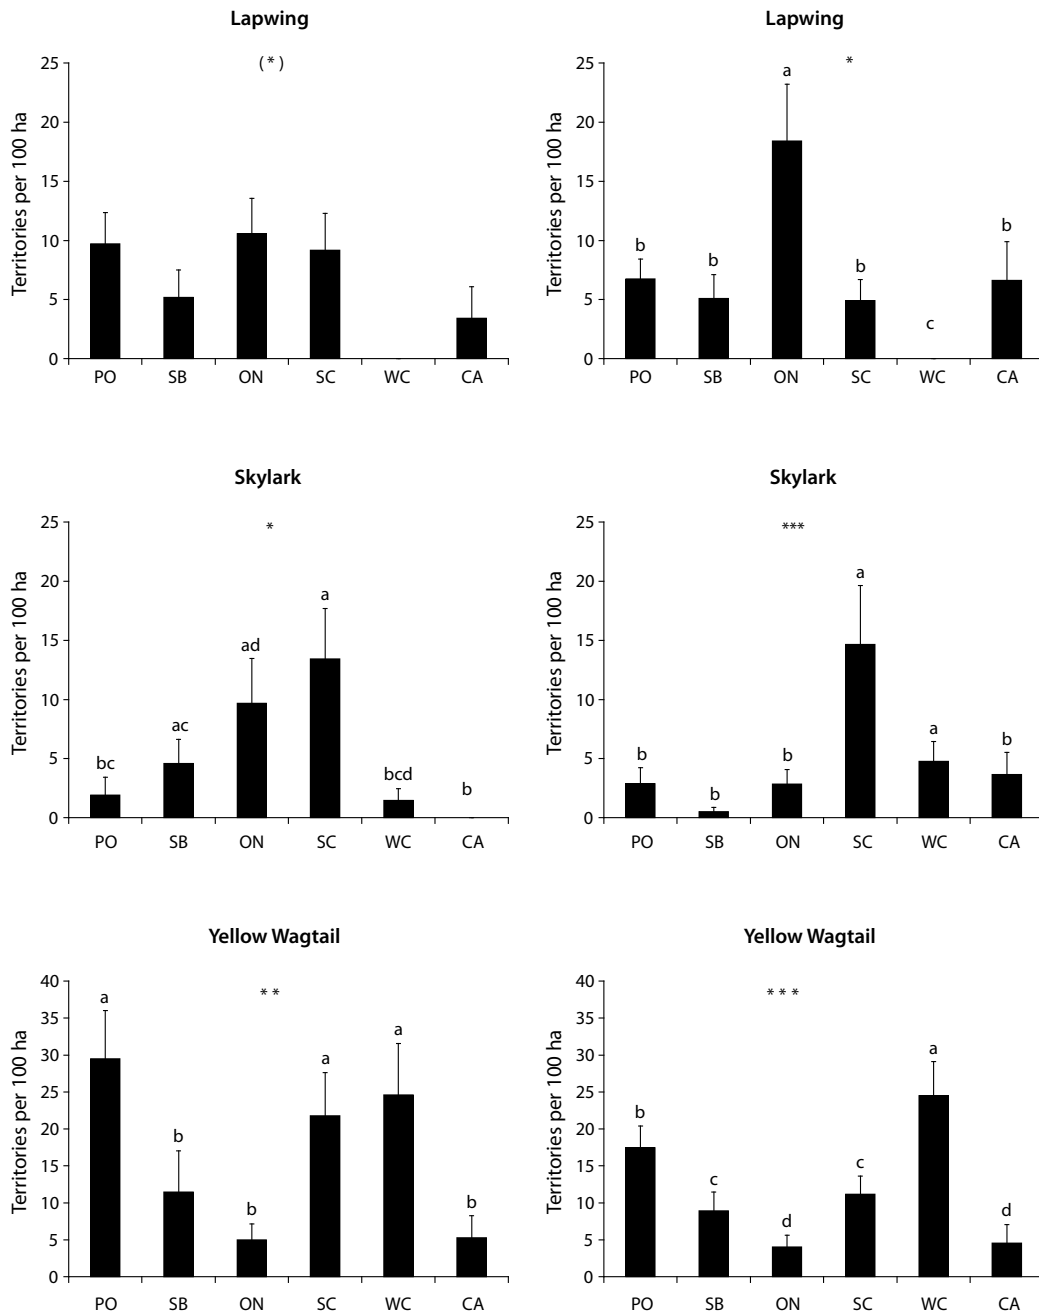 Lapwing
( * )
Territories per 100 ha
25
20
15
10
5
0
PO SB ON SC WC CA
Lapwing
*
Territories per 100 ha
25
20
15
10
5
0
b b a b c b
PO SB ON SC WC CA
Skylark
*
Territories per 100 ha
25
20
15
10
5
0
bc ac ad a bcd b
PO SB ON SC WC CA
Skylark
***
Territories per 100 ha
25
20
15
10
5
0
b b b a a b
PO SB ON SC WC CA
Yellow Wagtail
* *
Territories per 100 ha
40
35
30
25
20
15
10
5
0
a b b a a b
PO SB ON SC WC CA
Yellow Wagtail
* * *
Territories per 100 ha
40
35
30
25
20
15
10
5
0
b c d c a d
PO SB ON SC WC CA